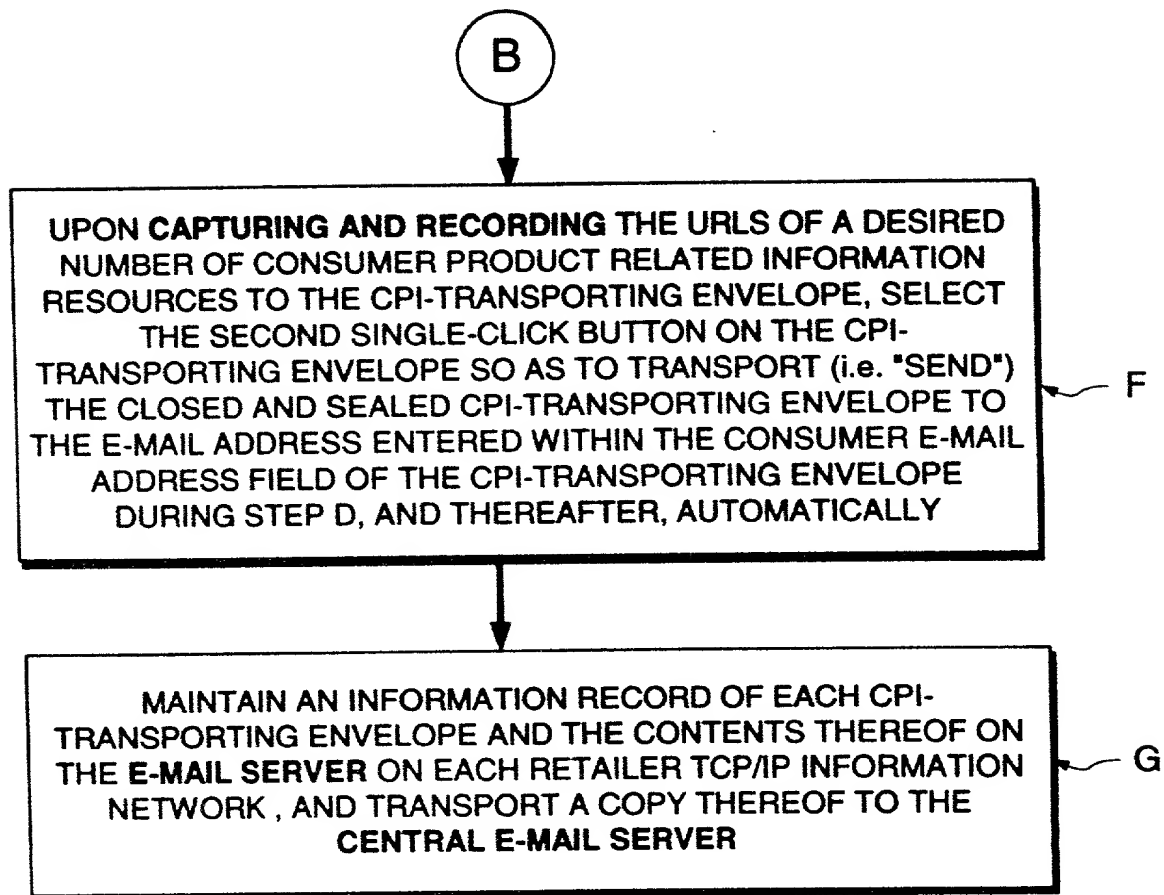 B
UPON CAPTURING AND RECORDING THE URLS OF A DESIRED
NUMBER OF CONSUMER PRODUCT RELATED INFORMATION
RESOURCES TO THE CPI-TRANSPORTING ENVELOPE, SELECT
THE SECOND SINGLE-CLICK BUTTON ON THE CPI-
TRANSPORTING ENVELOPE SO AS TO TRANSPORT (i.e. "SEND")
THE CLOSED AND SEALED CPI-TRANSPORTING ENVELOPE TO
THE E-MAIL ADDRESS ENTERED WITHIN THE CONSUMER E-MAIL
ADDRESS FIELD OF THE CPI-TRANSPORTING ENVELOPE
DURING STEP D, AND THEREAFTER, AUTOMATICALLY
F
MAINTAIN AN INFORMATION RECORD OF EACH CPI-
TRANSPORTING ENVELOPE AND THE CONTENTS THEREOF ON
THE E-MAIL SERVER ON EACH RETAILER TCP/IP INFORMATION
NETWORK , AND TRANSPORT A COPY THEREOF TO THE
CENTRAL E-MAIL SERVER
G